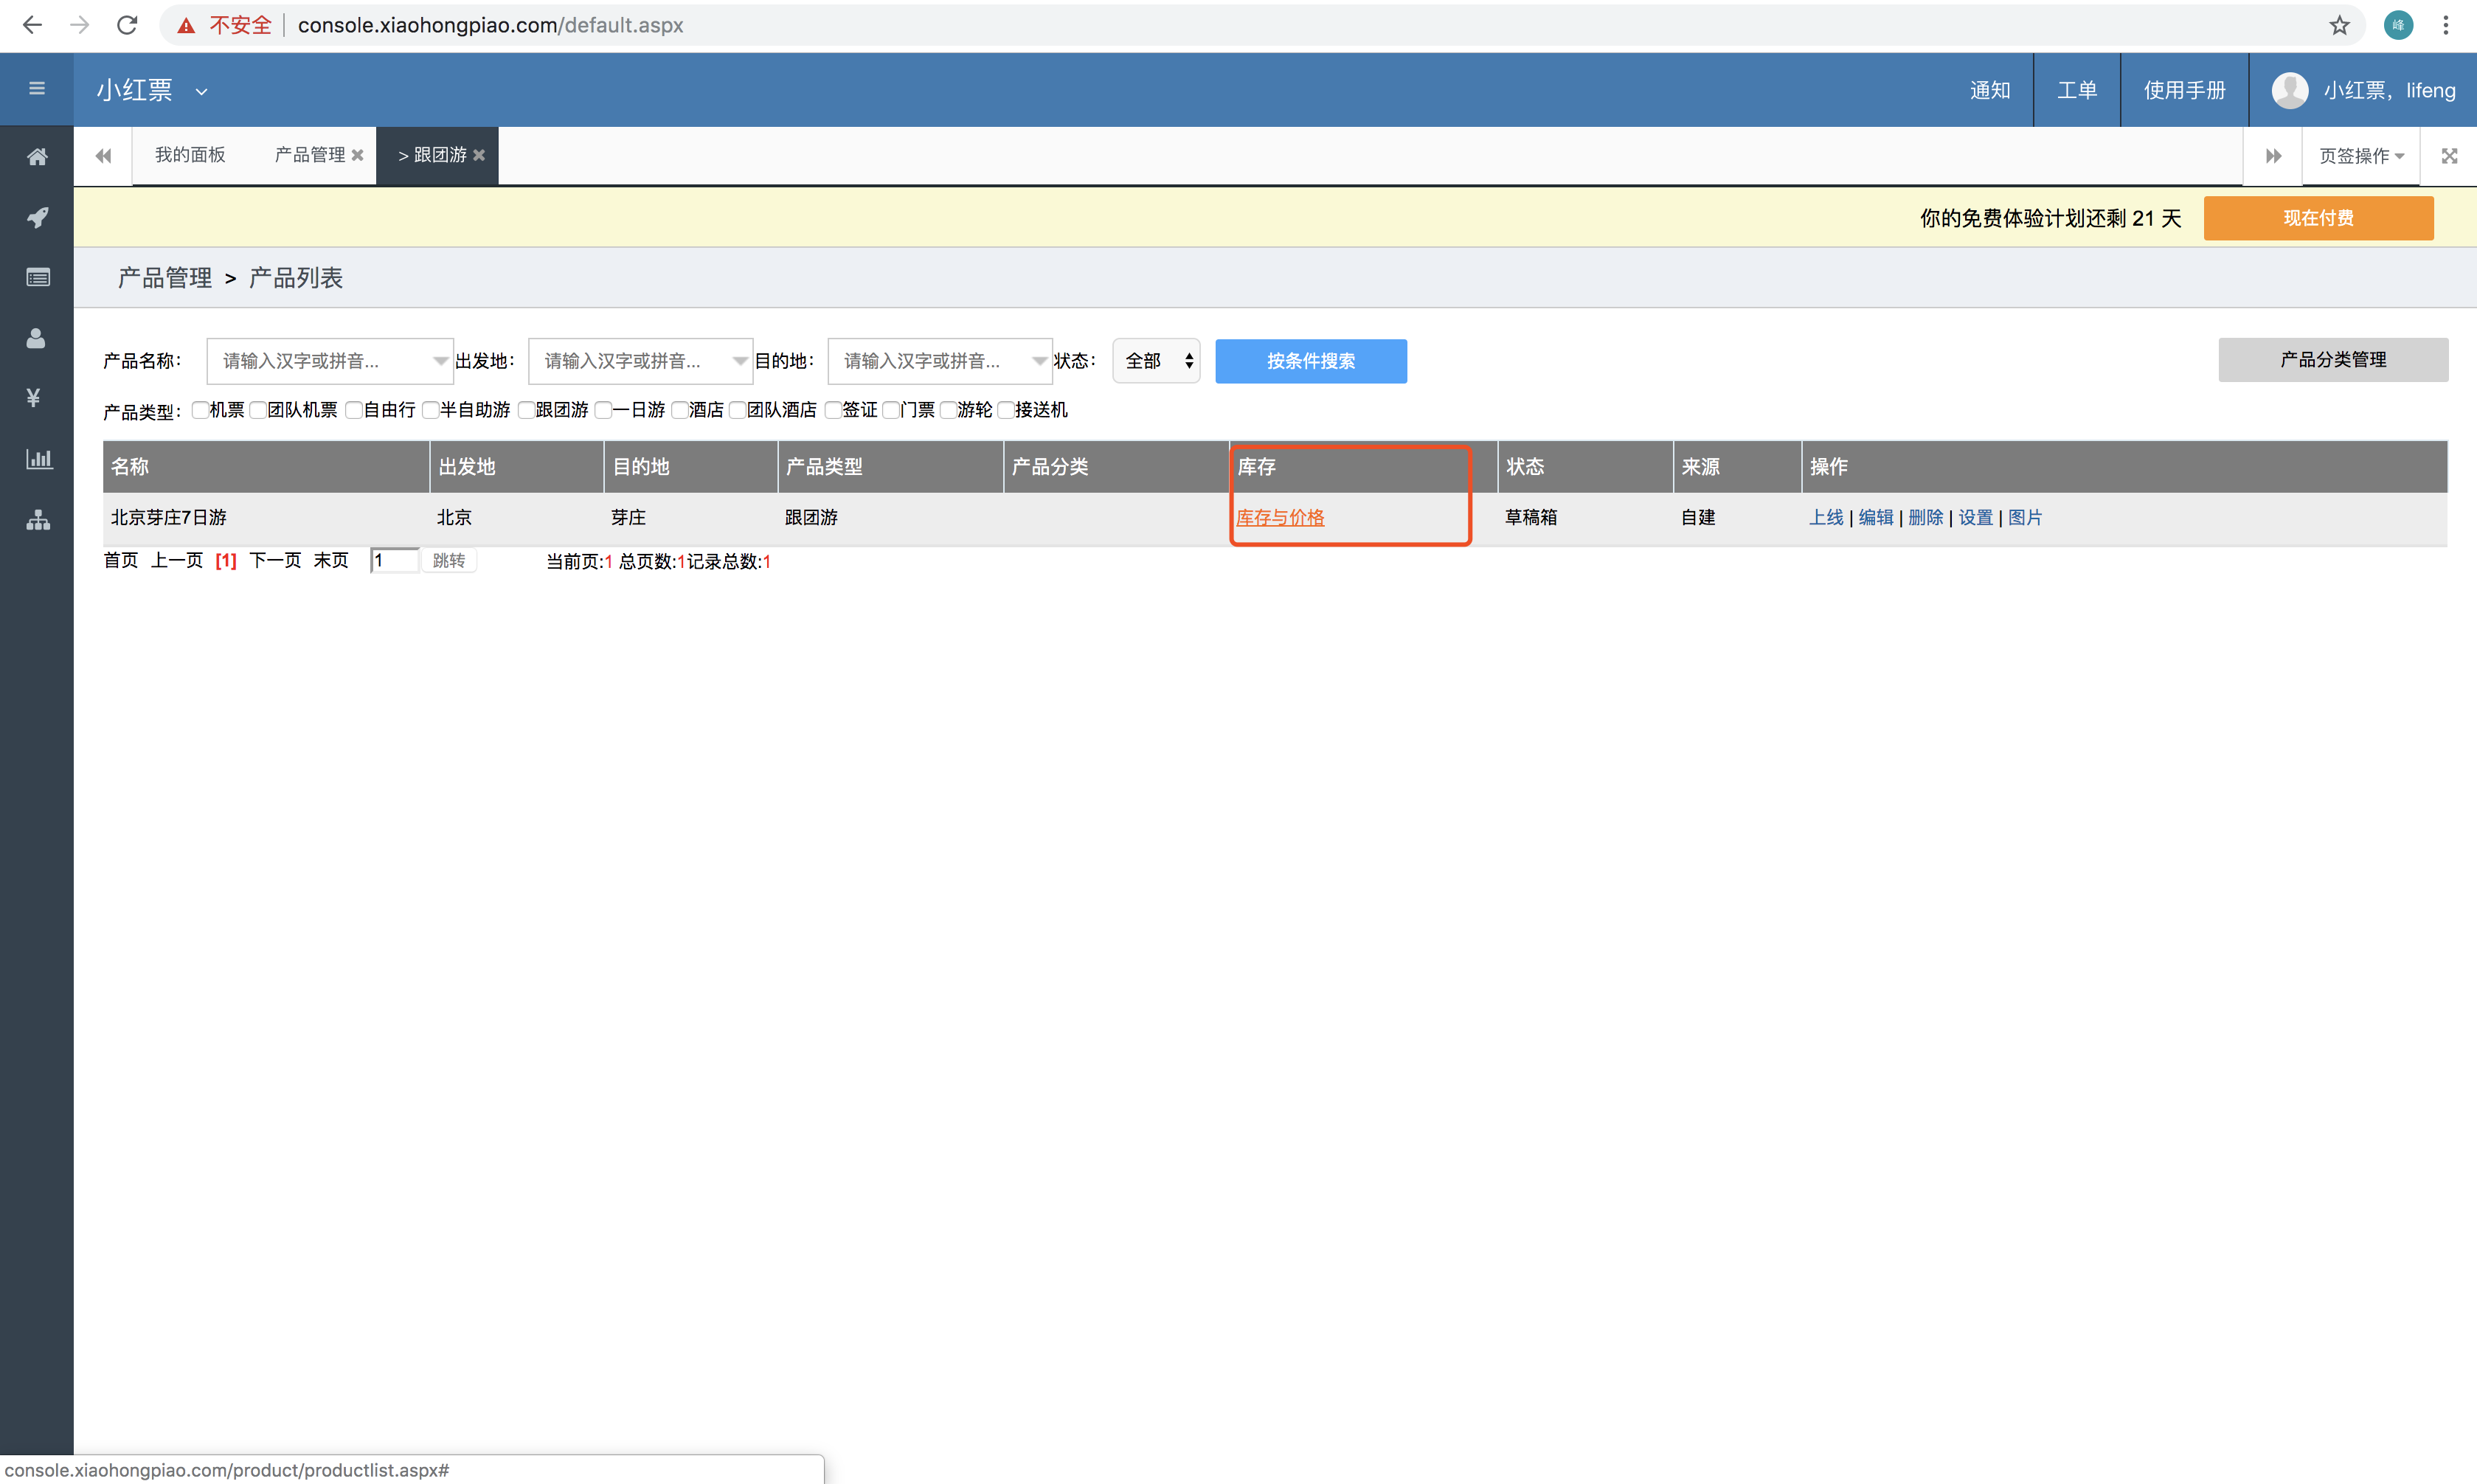 不安全 console.xiaohongpiao.com/default.aspx 峰
小红票 通知 工单 使用手册 小红票，lifeng
我的面板 产品管理 > 跟团游 页签操作
你的免费体验计划还剩 21 天 现在付费
产品管理 > 产品列表
产品名称： 请输入汉字或拼音... 出发地： 请输入汉字或拼音... 目的地： 请输入汉字或拼音... 状态： 全部 按条件搜索 产品分类管理
产品类型： 机票 团队机票 自由行 半自助游 跟团游 一日游 酒店 团队酒店 签证 门票 游轮 接送机
名称 出发地 目的地 产品类型 产品分类 库存 状态 来源 操作
北京芽庄7日游 北京 芽庄 跟团游 库存与价格 草稿箱 自建 上线 | 编辑 | 删除 | 设置 | 图片
首页 上一页 [1] 下一页 末页 1 跳转 当前页:1 总页数:1记录总数:1
console.xiaohongpiao.com/product/productlist.aspx#